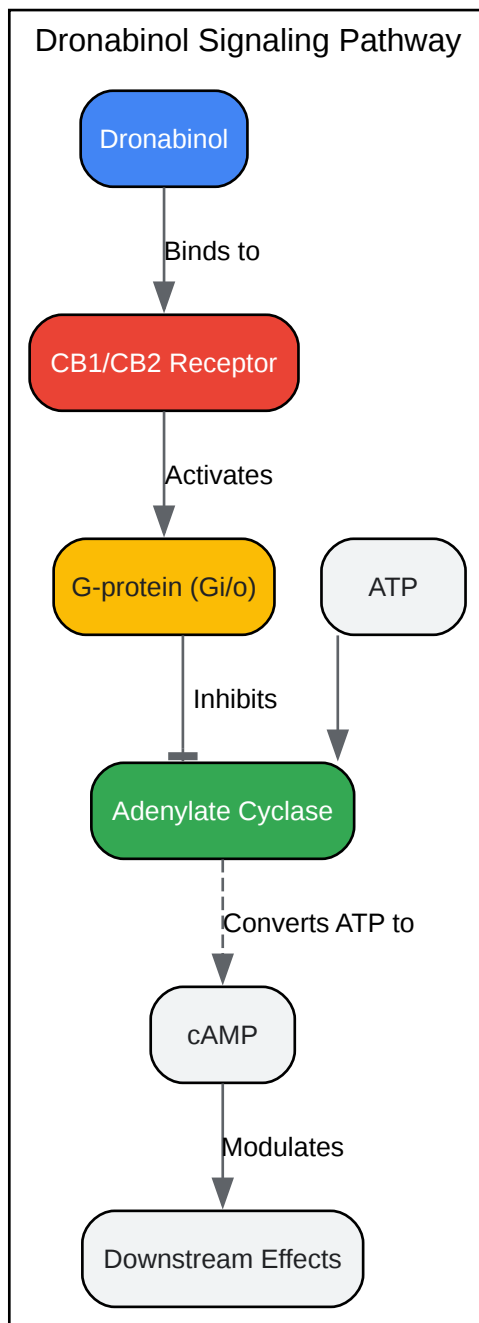 Dronabinol Signaling Pathway
Dronabinol
Binds to
CB1/CB2 Receptor
Activates
G-protein (Gi/o)
ATP
Inhibits
Adenylate Cyclase
Converts ATP to
cAMP
Modulates
Downstream Effects